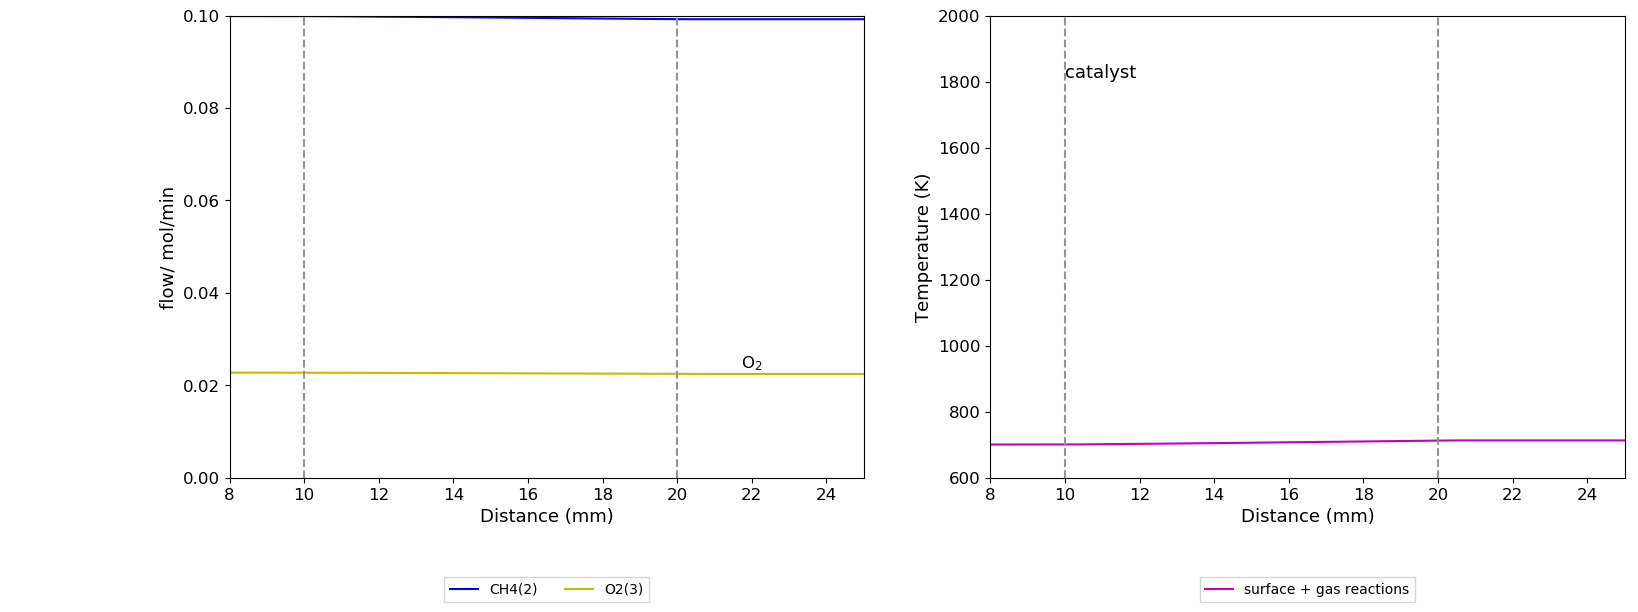 0.10
0.08
0.06
0.04
0.02
0.00
flow/ mol/min
O₂
8 10 12 14 16 18 20 22 24
Distance (mm)
CH4(2) O2(3)
2000
1800
1600
1400
1200
1000
800
600
Temperature (K)
catalyst
8 10 12 14 16 18 20 22 24
Distance (mm)
surface + gas reactions